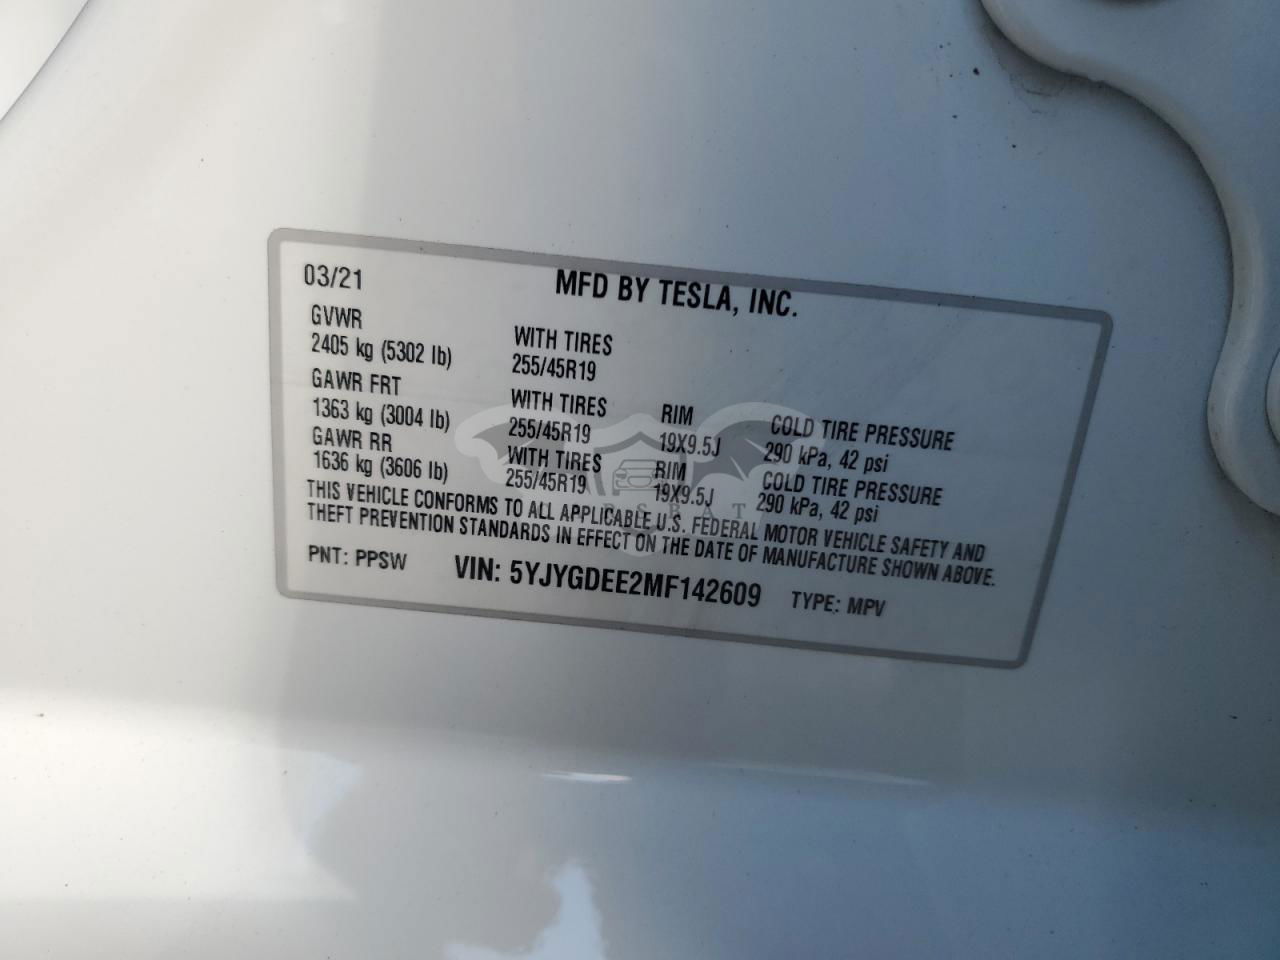 03/21 MFD BY TESLA, INC.
GVWR WITH TIRES
2405 kg (5302 lb) 255/45R19
GAWR FRT WITH TIRES RIM COLD TIRE PRESSURE
1363 kg (3004 lb) 255/45R19 19X9.5J 290 kPa, 42 psi
GAWR RR WITH TIRES RIM COLD TIRE PRESSURE
1636 kg (3606 lb) 255/45R19 19X9.5J 290 kPa, 42 psi
THIS VEHICLE CONFORMS TO ALL APPLICABLE U.S. FEDERAL MOTOR VEHICLE SAFETY AND
THEFT PREVENTION STANDARDS IN EFFECT ON THE DATE OF MANUFACTURE SHOWN ABOVE.
PNT: PPSW VIN: 5YJYGDEE2MF142609 TYPE: MPV